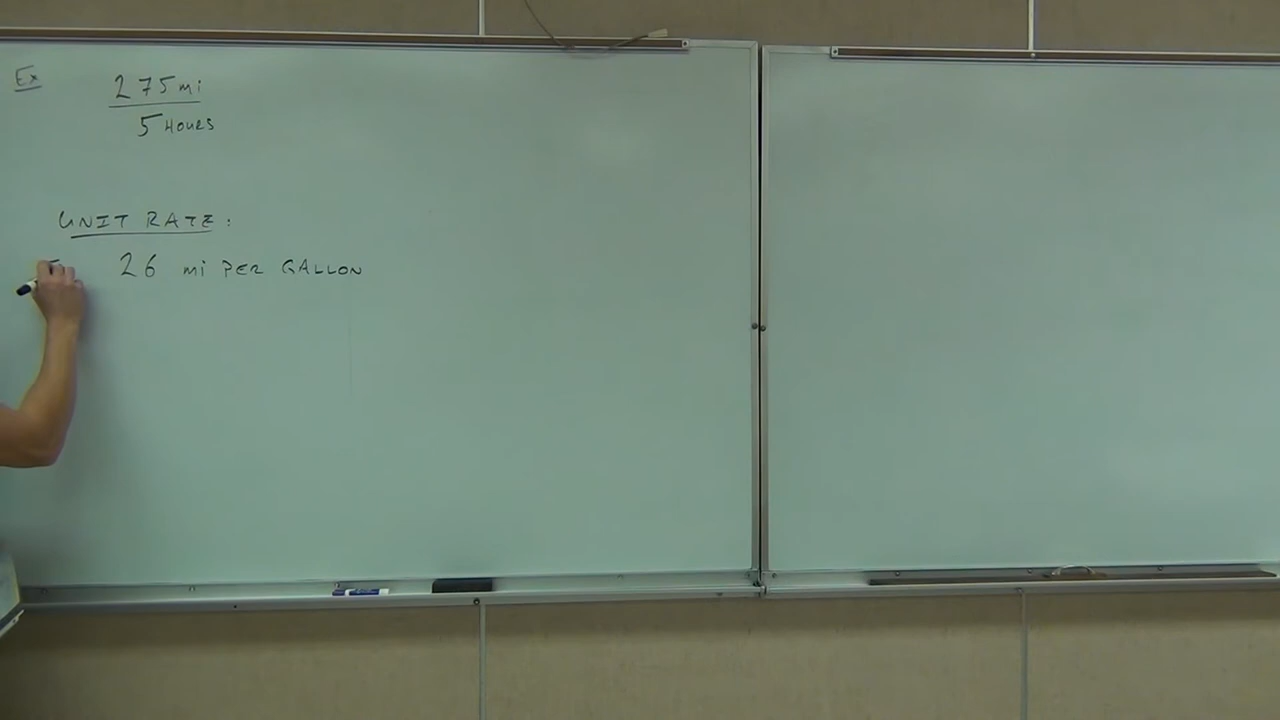 Ex
275 mi
5 HOURS
UNIT RATE:
26 mi PER GALLON